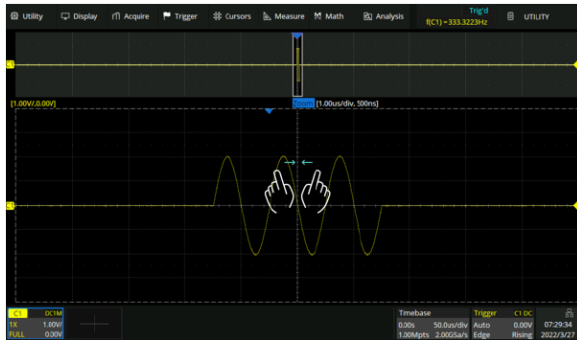 Utility Display Acquire Trigger Cursors Measure Math Analysis Trig'd UTILITY
f(C1) = 333.3223Hz
C1
[1.00V/,0.00V] Zoom [1.00us/div, 500ns]
C1
C1 DC1M Timebase Trigger C1 DC
1X 1.00V/ 0.00s 50.0us/div Auto 0.00V 07:29:34
FULL 0.00V 1.00Mpts 2.00GSa/s Edge Rising 2022/3/27